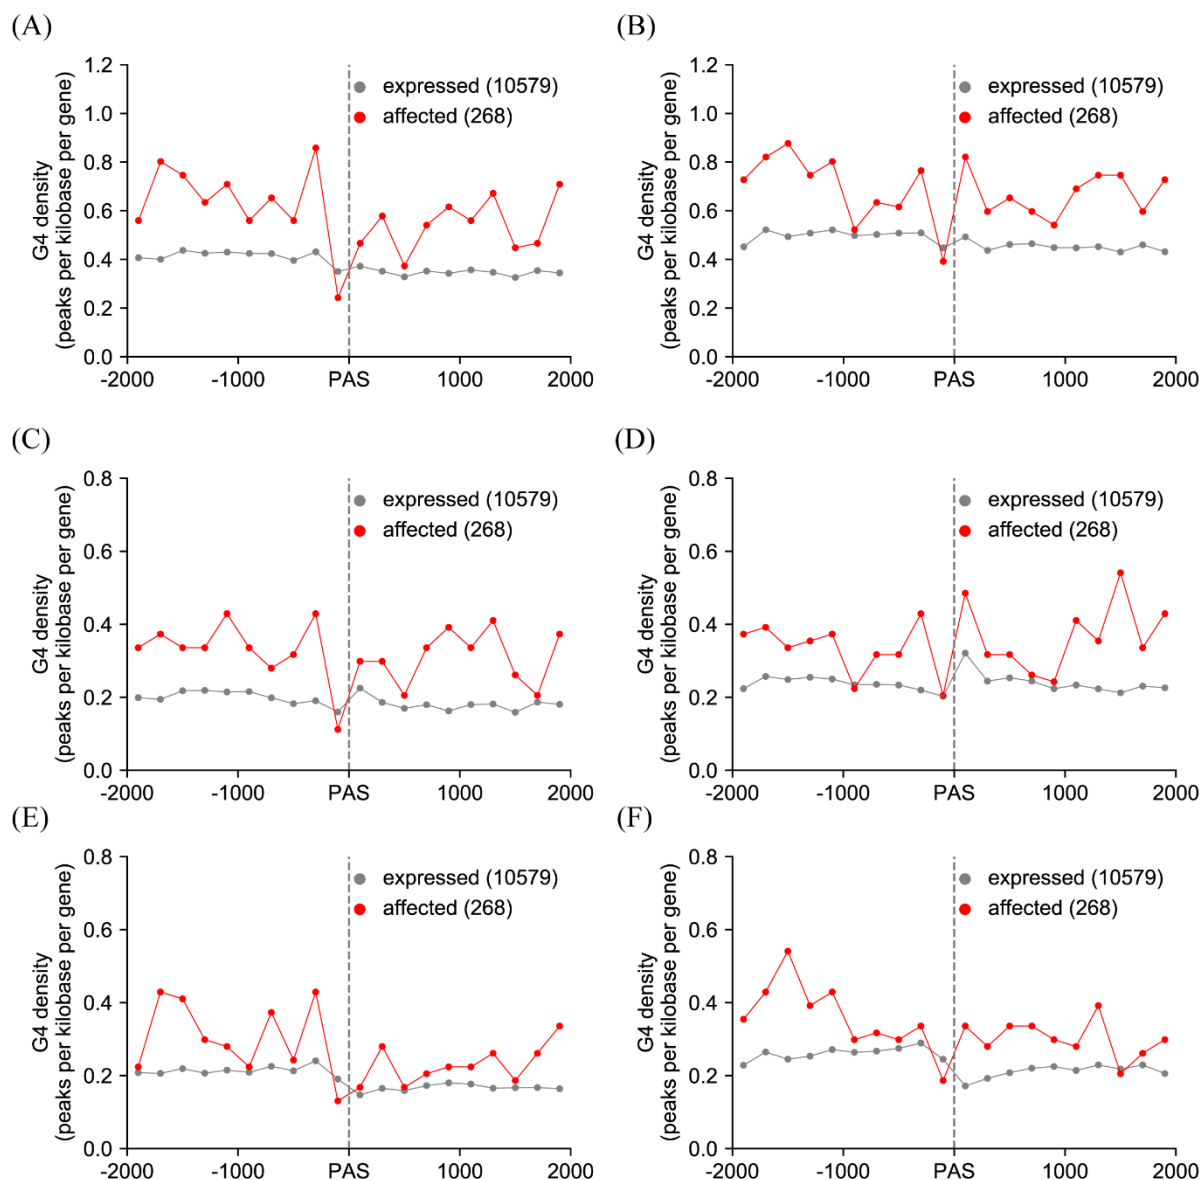 (A)
G4 density
(peaks per kilobase per gene)
1.2
1.0
0.8
0.6
0.4
0.2
0.0
expressed (10579)
affected (268)
-2000
-1000
PAS
1000
2000
(B)
G4 density
(peaks per kilobase per gene)
1.2
1.0
0.8
0.6
0.4
0.2
0.0
expressed (10579)
affected (268)
-2000
-1000
PAS
1000
2000
(C)
G4 density
(peaks per kilobase per gene)
0.8
0.6
0.4
0.2
0.0
expressed (10579)
affected (268)
-2000
-1000
PAS
1000
2000
(D)
G4 density
(peaks per kilobase per gene)
0.8
0.6
0.4
0.2
0.0
expressed (10579)
affected (268)
-2000
-1000
PAS
1000
2000
(E)
G4 density
(peaks per kilobase per gene)
0.8
0.6
0.4
0.2
0.0
expressed (10579)
affected (268)
-2000
-1000
PAS
1000
2000
(F)
G4 density
(peaks per kilobase per gene)
0.8
0.6
0.4
0.2
0.0
expressed (10579)
affected (268)
-2000
-1000
PAS
1000
2000